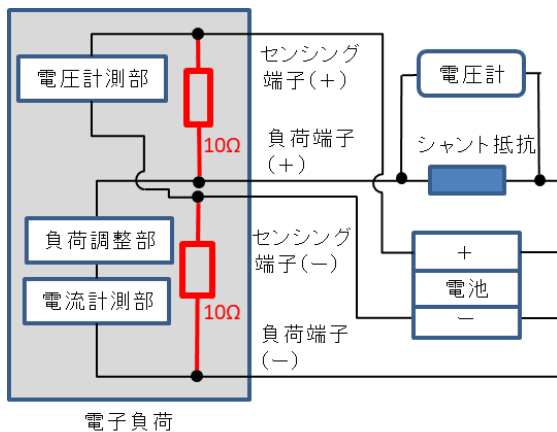 電圧計測部
センシング
端子(+)
10Ω
負荷端子
(+)
電圧計
シャント抵抗
負荷調整部
電流計測部
センシング
端子(－)
10Ω
負荷端子
(－)
+
電池
－
電子負荷